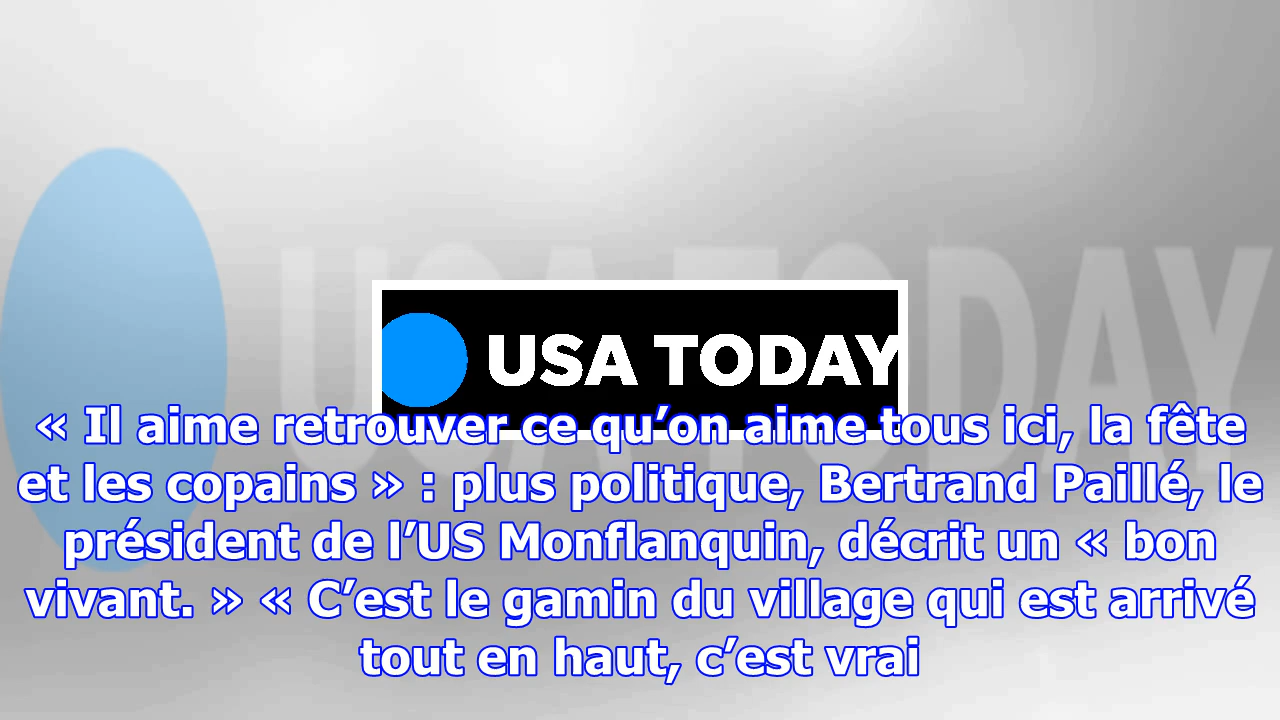 USA TODAY
USA TODAY
« Il aime retrouver ce qu’on aime tous ici, la fête
et les copains » : plus politique, Bertrand Paillé, le
président de l’US Monflanquin, décrit un « bon
vivant. » « C’est le gamin du village qui est arrivé
tout en haut, c’est vrai